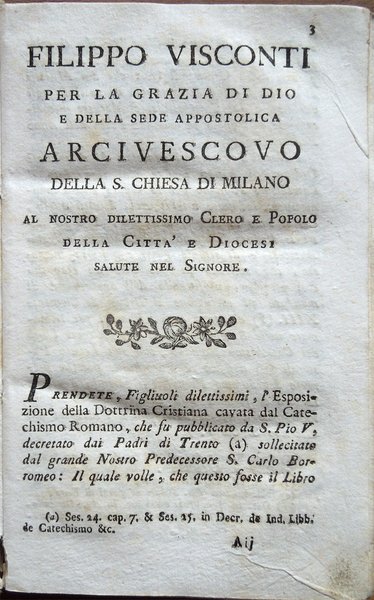 3
FILIPPO VISCONTI
PER LA GRAZIA DI DIO
E DELLA SEDE APPOSTOLICA
ARCIVESCOVO
DELLA S. CHIESA DI MILANO
AL NOSTRO DILETTISSIMO CLERO E POPOLO
DELLA CITTA' E DIOCESI
SALUTE NEL SIGNORE.
PRENDETE, Figliuoli dilettissimi, l'Esposi-
zione della Dottrina Cristiana cavata dal Cate-
chismo Romano, che fu pubblicato da S. Pio V,
decretato dai Padri di Trento (a) sollecitato
dal grande Nostro Predecessore S. Carlo Bor-
romeo: Il quale volle, che questo fosse il Libro
(a) Ses. 24. cap. 7. & Ses. 25. in Decr. de Ind. Libb.
de Catechismo &c.
Aij